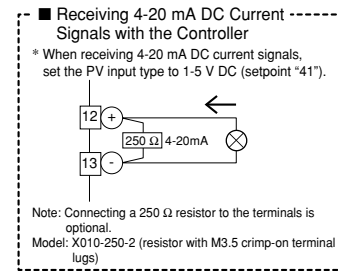 ■ Receiving 4-20 mA DC Current
Signals with the Controller
* When receiving 4-20 mA DC current signals,
set the PV input type to 1-5 V DC (setpoint “41”).
12 +
250 Ω 4-20mA
13 -
Note: Connecting a 250 Ω resistor to the terminals is
optional.
Model: X010-250-2 (resistor with M3.5 crimp-on terminal
lugs)